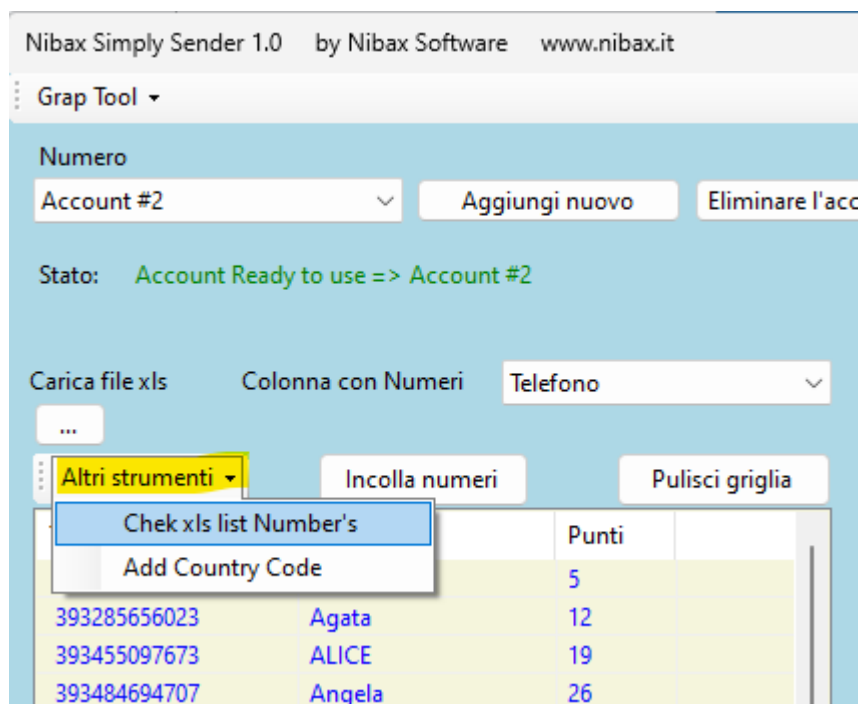 Nibax Simply Sender 1.0 by Nibax Software www.nibax.it
Grap Tool
Numero
Account #2 Aggiungi nuovo Eliminare l'acc
Stato: Account Ready to use => Account #2
Carica file xls Colonna con Numeri Telefono
...
Altri strumenti Incolla numeri Pulisci griglia
Chek xls list Number's
Punti
Add Country Code
5
393285656023 Agata 12
393455097673 ALICE 19
393484694707 Angela 26